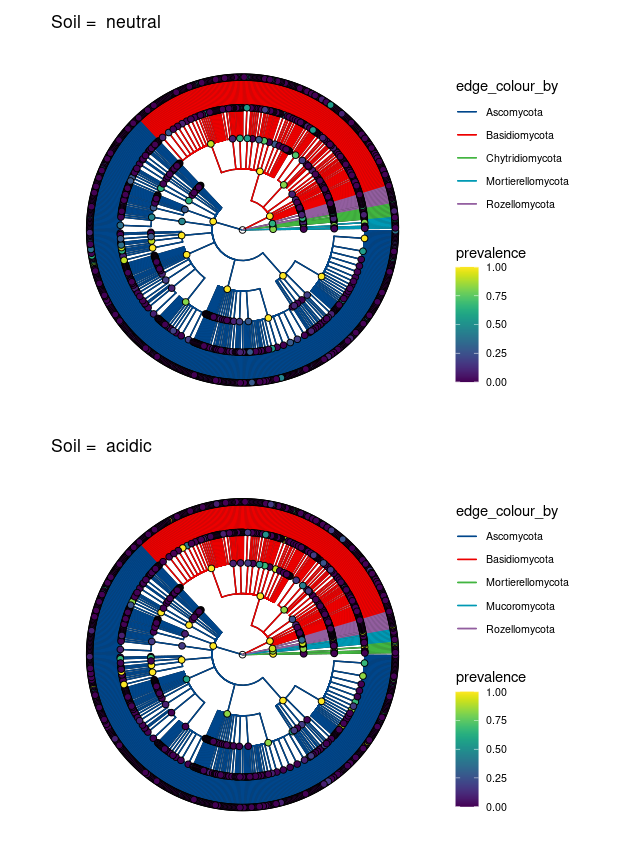 Soil =  neutral
edge_colour_by
Ascomycota
Basidiomycota
Chytridiomycota
Mortierellomycota
Rozellomycota
prevalence
1.00
0.75
0.50
0.25
0.00
Soil =  acidic
edge_colour_by
Ascomycota
Basidiomycota
Mortierellomycota
Mucoromycota
Rozellomycota
prevalence
1.00
0.75
0.50
0.25
0.00